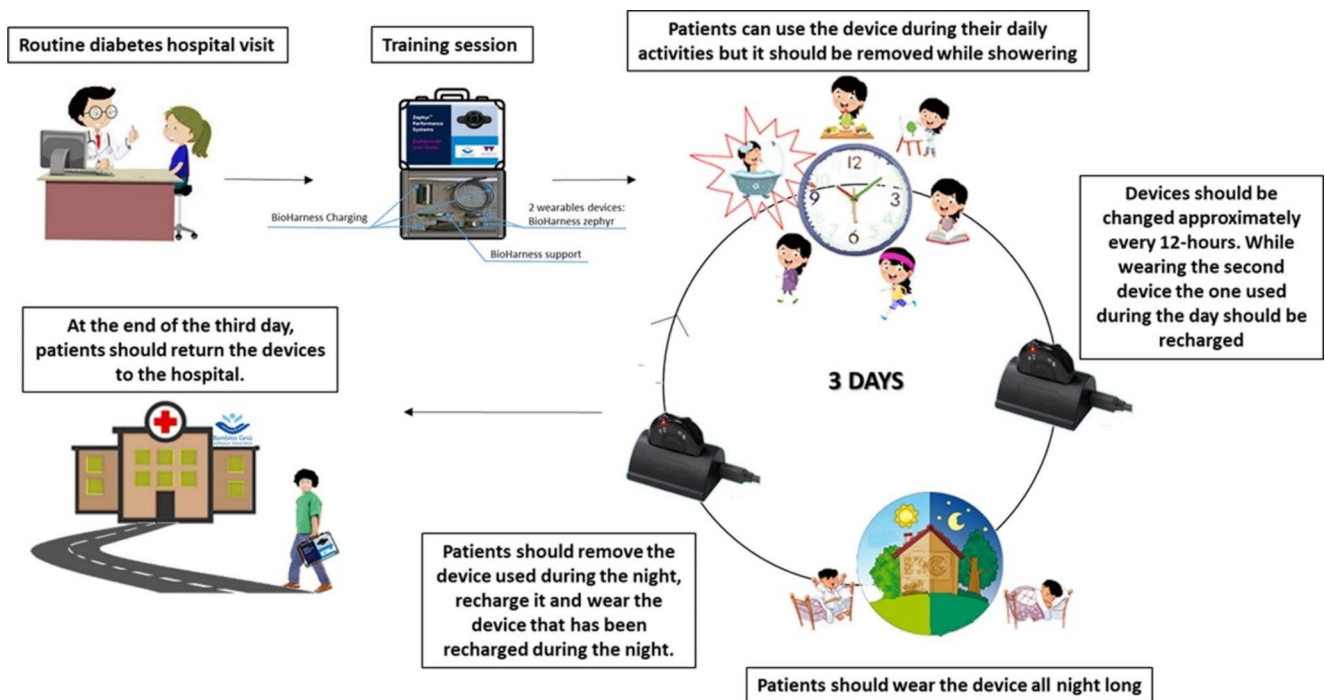 Routine diabetes hospital visit
Training session
Zephyr™
Performance
Systems
BioHarness Charging
2 wearables devices:
BioHarness zephyr
BioHarness support
Patients can use the device during their daily
activities but it should be removed while showering
12
3
6
9
Devices should be
changed approximately
every 12-hours. While
wearing the second
device the one used
during the day should be
recharged
3 DAYS
At the end of the third day,
patients should return the devices
to the hospital.
Bambino Gesù
Patients should remove the
device used during the night,
recharge it and wear the
device that has been
recharged during the night.
Patients should wear the device all night long